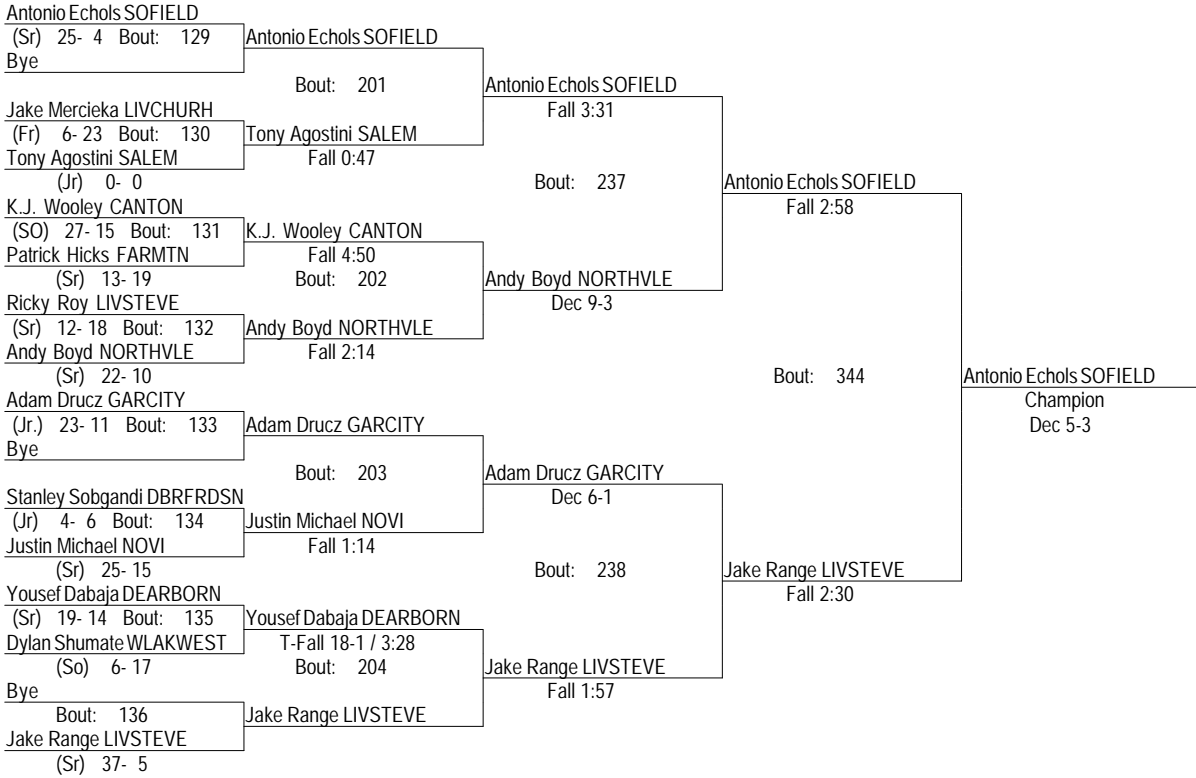 Antonio Echols SOFIELD
(Sr) 25- 4 Bout: 129
Bye
Antonio Echols SOFIELD
Bout: 201
Jake Mercieka LIVCHURH
(Fr) 6- 23 Bout: 130
Tony Agostini SALEM
(Jr) 0- 0
Tony Agostini SALEM
Fall 0:47
Antonio Echols SOFIELD
Fall 3:31
Bout: 237
K.J. Wooley CANTON
(SO) 27- 15 Bout: 131
Patrick Hicks FARMTN
(Sr) 13- 19
K.J. Wooley CANTON
Fall 4:50
Bout: 202
Ricky Roy LIVSTEVE
(Sr) 12- 18 Bout: 132
Andy Boyd NORTHVLE
(Sr) 22- 10
Andy Boyd NORTHVLE
Fall 2:14
Andy Boyd NORTHVLE
Dec 9-3
Antonio Echols SOFIELD
Fall 2:58
Bout: 344
Antonio Echols SOFIELD
Champion
Dec 5-3
Adam Drucz GARCITY
(Jr.) 23- 11 Bout: 133
Bye
Adam Drucz GARCITY
Bout: 203
Stanley Sobgandi DBRFRDSN
(Jr) 4- 6 Bout: 134
Justin Michael NOVI
(Sr) 25- 15
Justin Michael NOVI
Fall 1:14
Adam Drucz GARCITY
Dec 6-1
Bout: 238
Yousef Dabaja DEARBORN
(Sr) 19- 14 Bout: 135
Dylan Shumate WLAKWEST
(So) 6- 17
Yousef Dabaja DEARBORN
T-Fall 18-1 / 3:28
Bout: 204
Bye
Bout: 136
Jake Range LIVSTEVE
(Sr) 37- 5
Jake Range LIVSTEVE
Jake Range LIVSTEVE
Fall 1:57
Jake Range LIVSTEVE
Fall 2:30